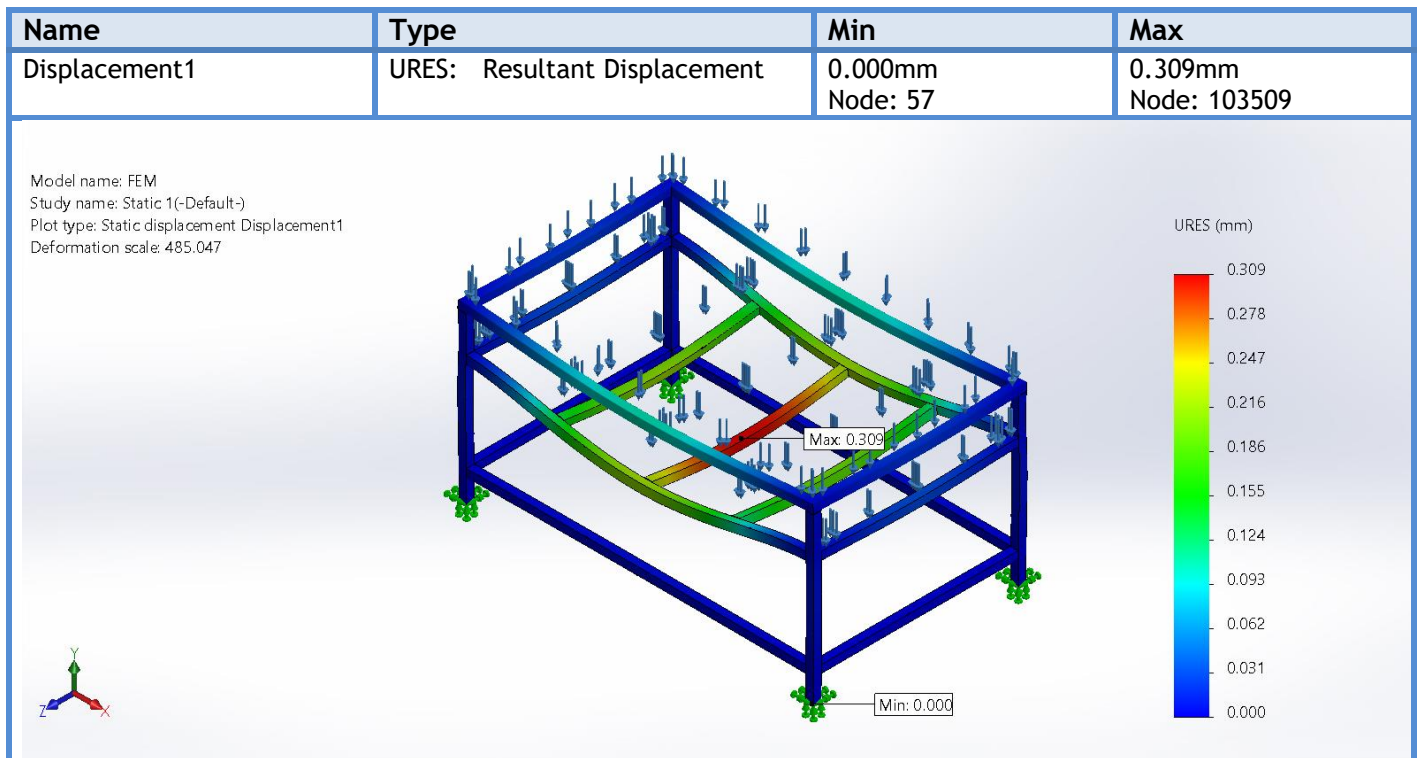 Name Type Min Max
Displacement1 URES: Resultant Displacement 0.000mm 0.309mm
Node: 57 Node: 103509
Model name: FEM
Study name: Static 1(-Default-)
Plot type: Static displacement Displacement1
Deformation scale: 485.047
URES (mm)
0.309
0.278
0.247
0.216
0.186
0.155
0.124
0.093
0.062
0.031
0.000
Max: 0.309
Min: 0.000
Y
Z
X